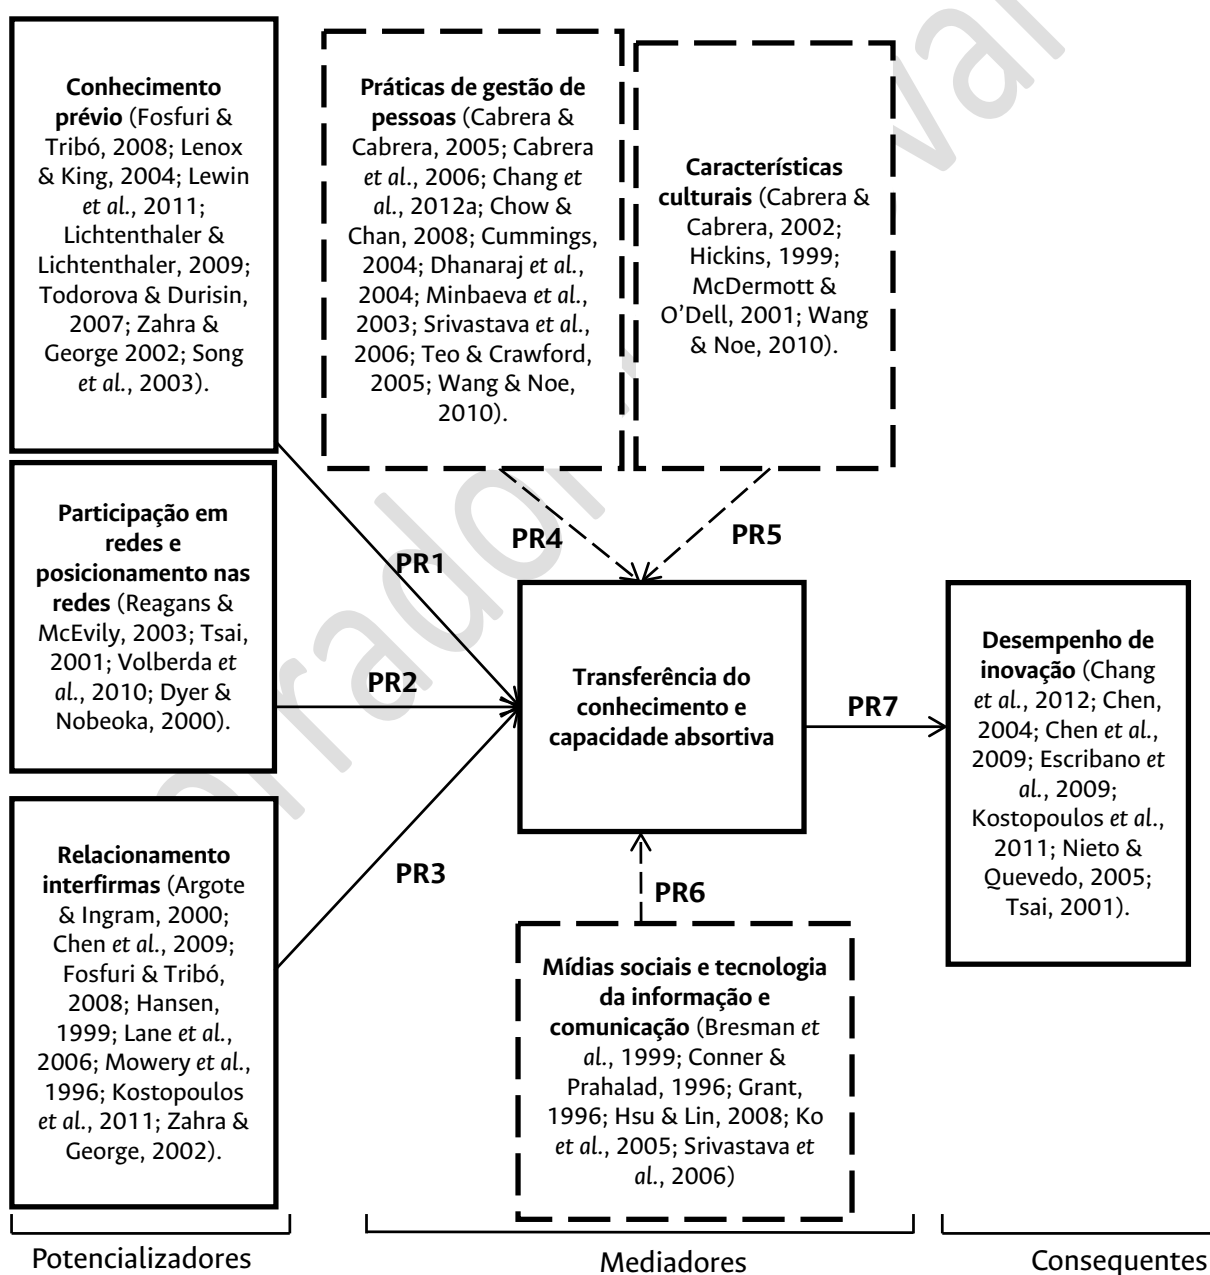 Conhecimento
prévio (Fosfuri &
Tribó, 2008; Lenox
& King, 2004; Lewin
et al., 2011;
Lichtenthaler &
Lichtenthaler, 2009;
Todorova & Durisin,
2007; Zahra &
George 2002; Song
et al., 2003).
Práticas de gestão de
pessoas (Cabrera &
Cabrera, 2005; Cabrera
et al., 2006; Chang et
al., 2012a; Chow &
Chan, 2008; Cummings,
2004; Dhanaraj et al.,
2004; Minbaeva et al.,
2003; Srivastava et al.,
2006; Teo & Crawford,
2005; Wang & Noe,
2010).
Características
culturais (Cabrera &
Cabrera, 2002;
Hickins, 1999;
McDermott &
O’Dell, 2001; Wang
& Noe, 2010).
Participação em
redes e
posicionamento nas
redes (Reagans &
McEvily, 2003; Tsai,
2001; Volberda et
al., 2010; Dyer &
Nobeoka, 2000).
PR1
PR2
PR3
PR4
PR5
Transferência do
conhecimento e
capacidade absortiva
PR7
Desempenho de
inovação (Chang
et al., 2012; Chen,
2004; Chen et al.,
2009; Escribano et
al., 2009;
Kostopoulos et al.,
2011; Nieto &
Quevedo, 2005;
Tsai, 2001).
Relacionamento
interfirmas (Argote
& Ingram, 2000;
Chen et al., 2009;
Fosfuri & Tribó,
2008; Hansen,
1999; Lane et al.,
2006; Mowery et al.,
1996; Kostopoulos
et al., 2011; Zahra &
George, 2002).
PR6
Mídias sociais e tecnologia
da informação e
comunicação (Bresman et
al., 1999; Conner &
Prahalad, 1996; Grant,
1996; Hsu & Lin, 2008; Ko
et al., 2005; Srivastava et
al., 2006)
Potencializadores
Mediadores
Consequentes